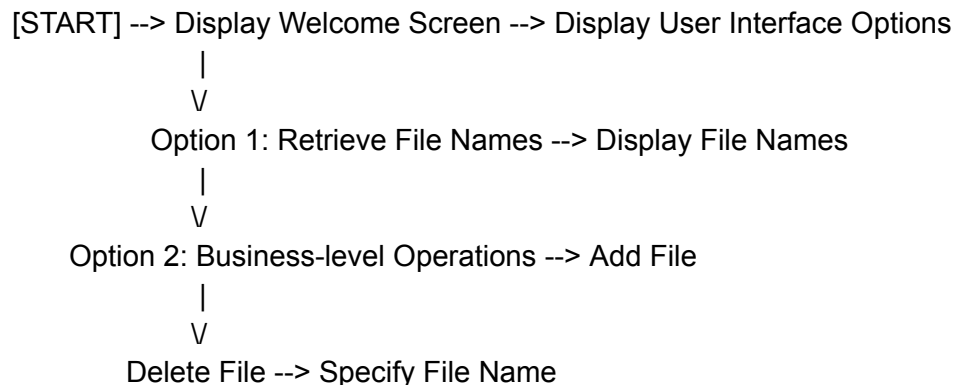 [START] --> Display Welcome Screen --> Display User Interface Options
|
\/
Option 1: Retrieve File Names --> Display File Names
|
\/
Option 2: Business-level Operations --> Add File
|
\/
Delete File --> Specify File Name